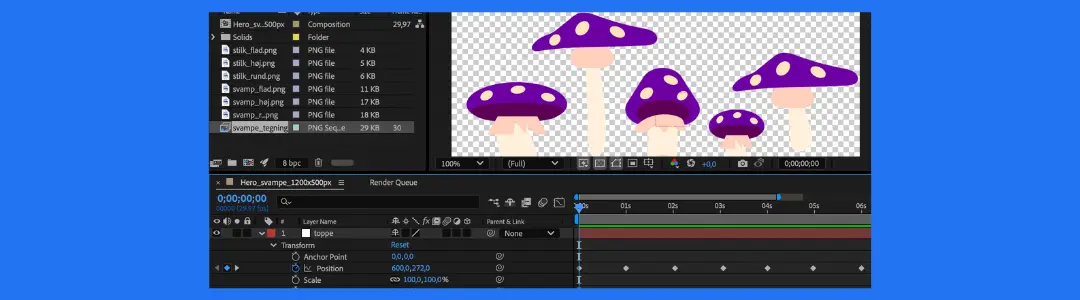 Hero_sv...500px Composition 29,97
Solids Folder
stilk_flad.png PNG file 4 KB
stilk_høj.png PNG file 5 KB
stilk_rund.png PNG file 6 KB
svamp_flad.png PNG file 11 KB
svamp_høj.png PNG file 17 KB
svamp_r...png PNG file 18 KB
svampe_tegning PNG Seq...e 29 KB 30
8 bpc
100% (Full) +0,0 0;00;00;00
× Hero_svampe_1200x500px Render Queue
0;00;00;00
01s 02s 03s 04s 05s 06s
# Layer Name Parent & Link
1 toppe None
Transform Reset
Anchor Point 0,0,0,0
Position 600,0,272,0
Scale 100,0,100,0%